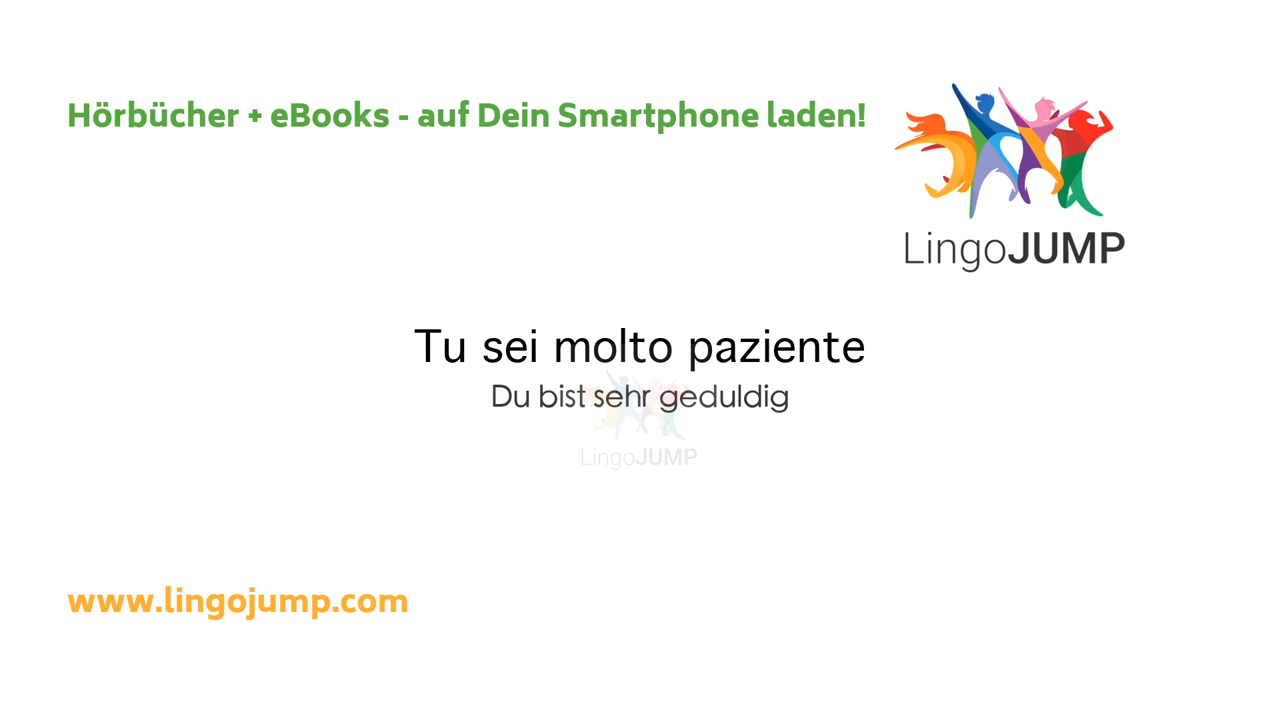 Hörbücher + eBooks - auf Dein Smartphone laden!
LingoJUMP
Tu sei molto paziente
Du bist sehr geduldig
LingoJUMP
www.lingojump.com